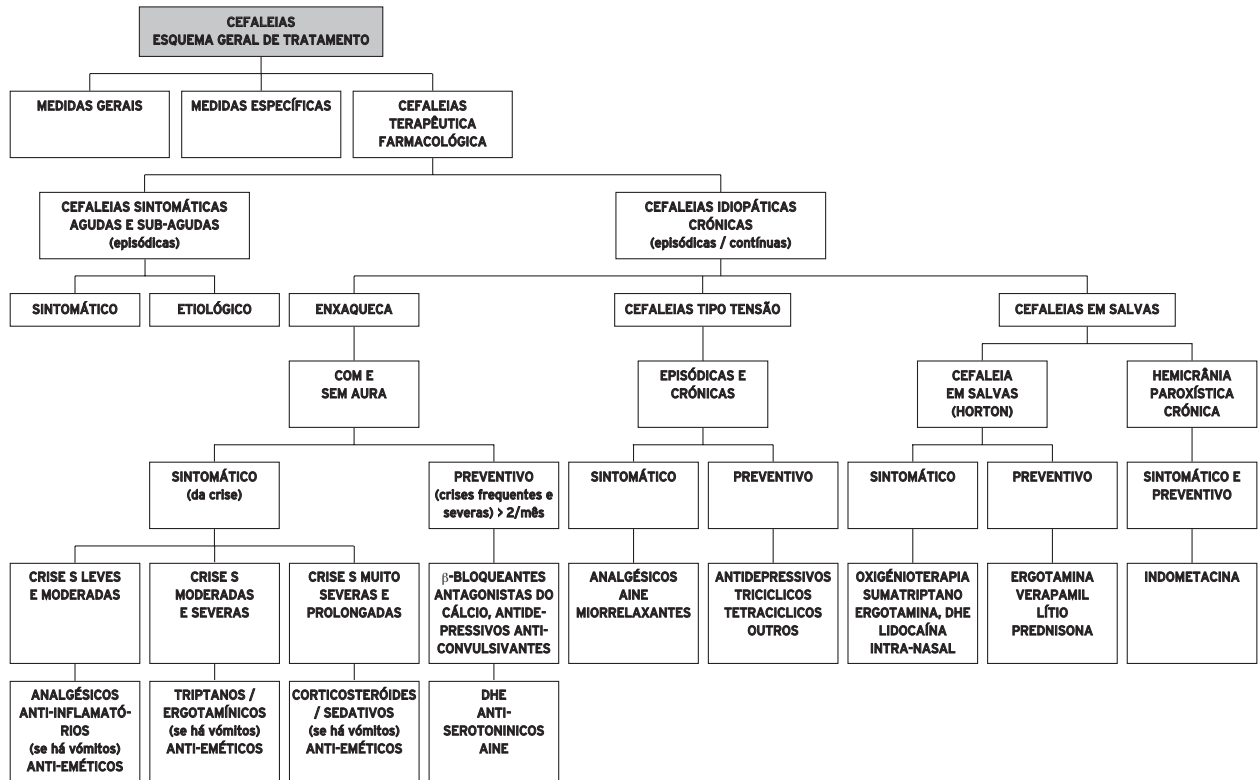 CEFALEIAS
ESQUEMA GERAL DE TRATAMENTO
MEDIDAS GERAIS
MEDIDAS ESPECÍFICAS
CEFALEIAS
TERAPÊUTICA
FARMACOLÓGICA
CEFALEIAS SINTOMÁTICAS
AGUDAS E SUB-AGUDAS
(episódicas)
CEFALEIAS IDIOPÁTICAS
CRÓNICAS
(episódicas / contínuas)
SINTOMÁTICO
ETIOLÓGICO
ENXAQUECA
CEFALEIAS TIPO TENSÃO
CEFALEIAS EM SALVAS
COM E
SEM AURA
EPISÓDICAS E
CRÓNICAS
CEFALEIA
EM SALVAS
(HORTON)
HEMICRÂNIA
PAROXÍSTICA
CRÓNICA
SINTOMÁTICO
(da crise)
PREVENTIVO
(crises frequentes e
severas) > 2/mês
SINTOMÁTICO
PREVENTIVO
SINTOMÁTICO
PREVENTIVO
SINTOMÁTICO E
PREVENTIVO
CRISE S LEVES
E MODERADAS
CRISE S
MODERADAS
E SEVERAS
CRISE S MUITO
SEVERAS E
PROLONGADAS
β-BLOQUEANTES
ANTAGONISTAS DO
CÁLCIO, ANTIDE-
PRESSIVOS ANTI-
CONVULSIVANTES
ANALGÉSICOS
AINE
MIORRELAXANTES
ANTIDEPRESSIVOS
TRICICLICOS
TETRACICLICOS
OUTROS
OXIGÉNIOTERAPIA
SUMATRIPTANO
ERGOTAMINA, DHE
LIDOCAÍNA
INTRA-NASAL
ERGOTAMINA
VERAPAMIL
LÍTIO
PREDNISONA
INDOMETACINA
ANALGÉSICOS
ANTI-INFLAMATÓ-
RIOS
(se há vómitos)
ANTI-EMÉTICOS
TRIPTANOS /
ERGOTAMÍNICOS
(se há vómitos)
ANTI-EMÉTICOS
CORTICOSTERÓIDES
/ SEDATIVOS
(se há vómitos)
ANTI-EMÉTICOS
DHE
ANTI-
SEROTONINICOS
AINE